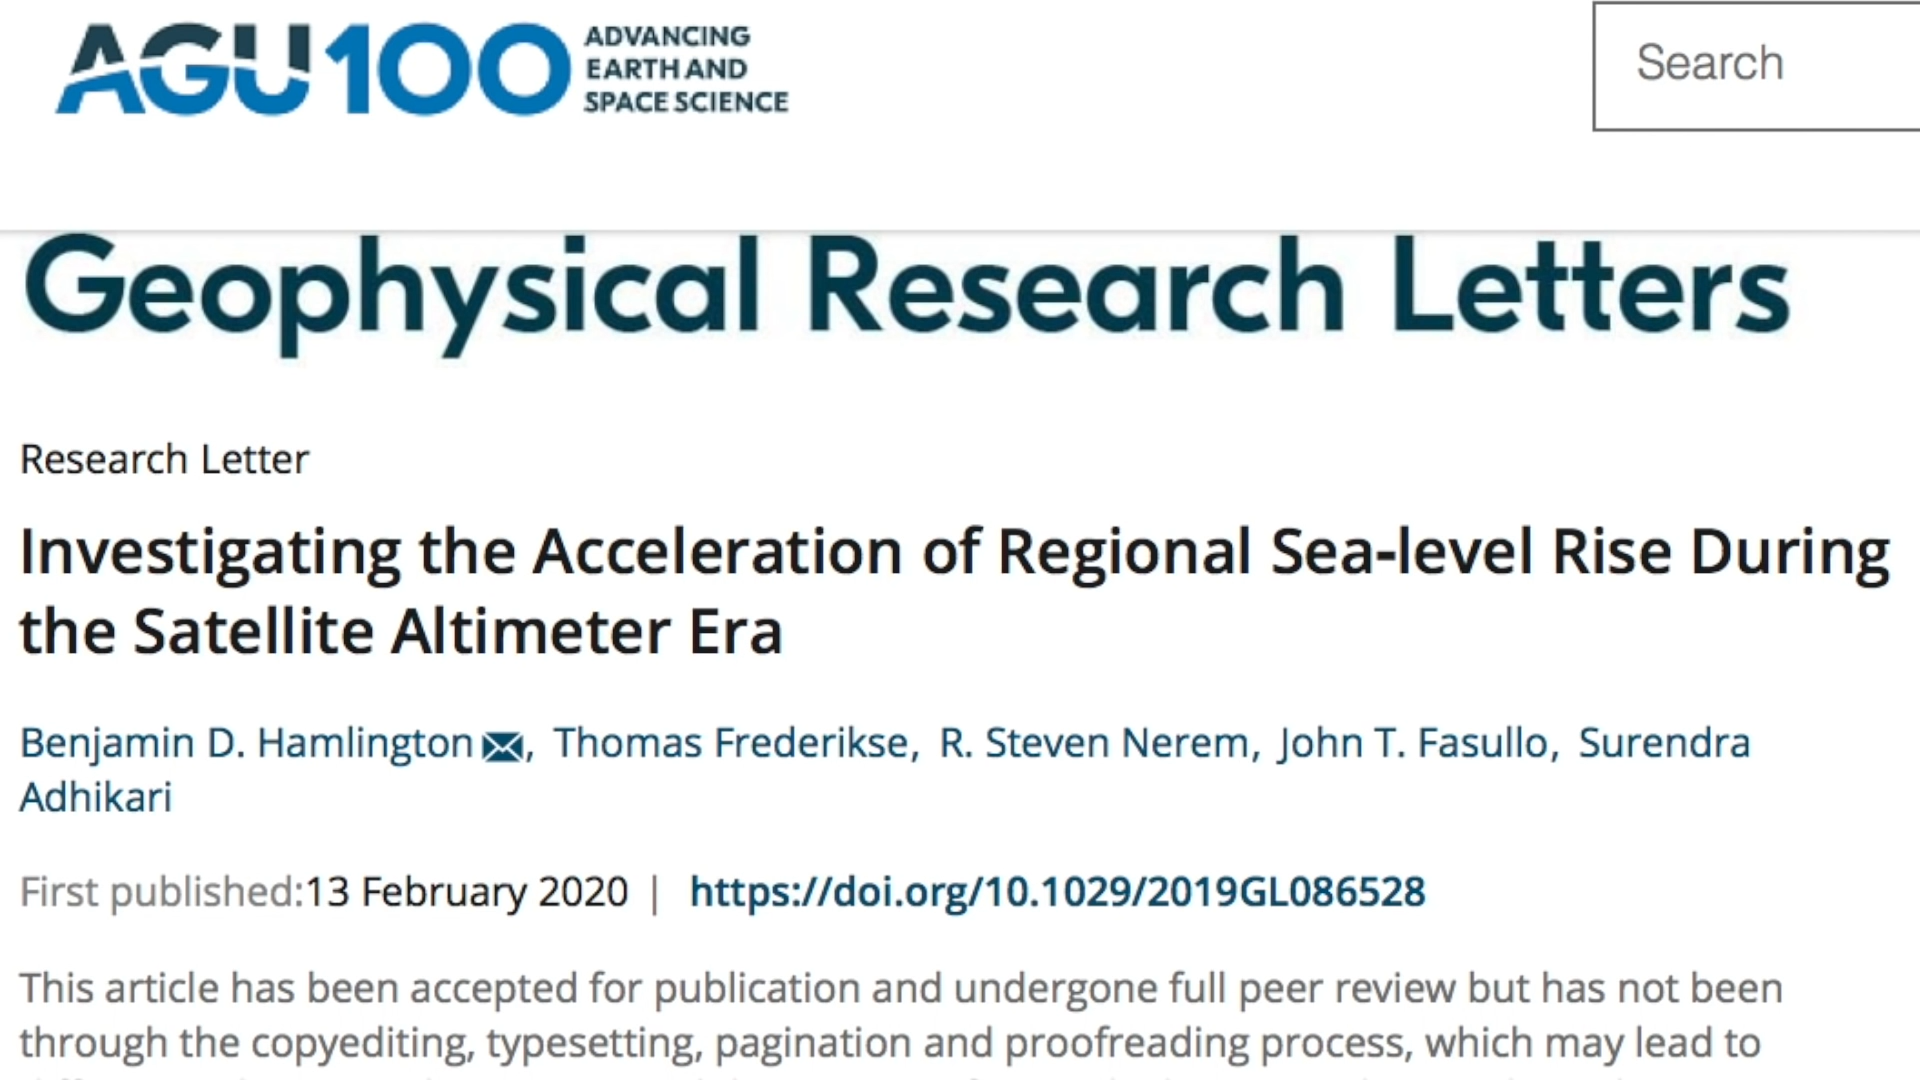 AGU100 ADVANCING
EARTH AND
SPACE SCIENCE
Search
Geophysical Research Letters
Research Letter
Investigating the Acceleration of Regional Sea-level Rise During
the Satellite Altimeter Era
Benjamin D. Hamlington, Thomas Frederikse, R. Steven Nerem, John T. Fasullo, Surendra
Adhikari
First published:13 February 2020 | https://doi.org/10.1029/2019GL086528
This article has been accepted for publication and undergone full peer review but has not been
through the copyediting, typesetting, pagination and proofreading process, which may lead to